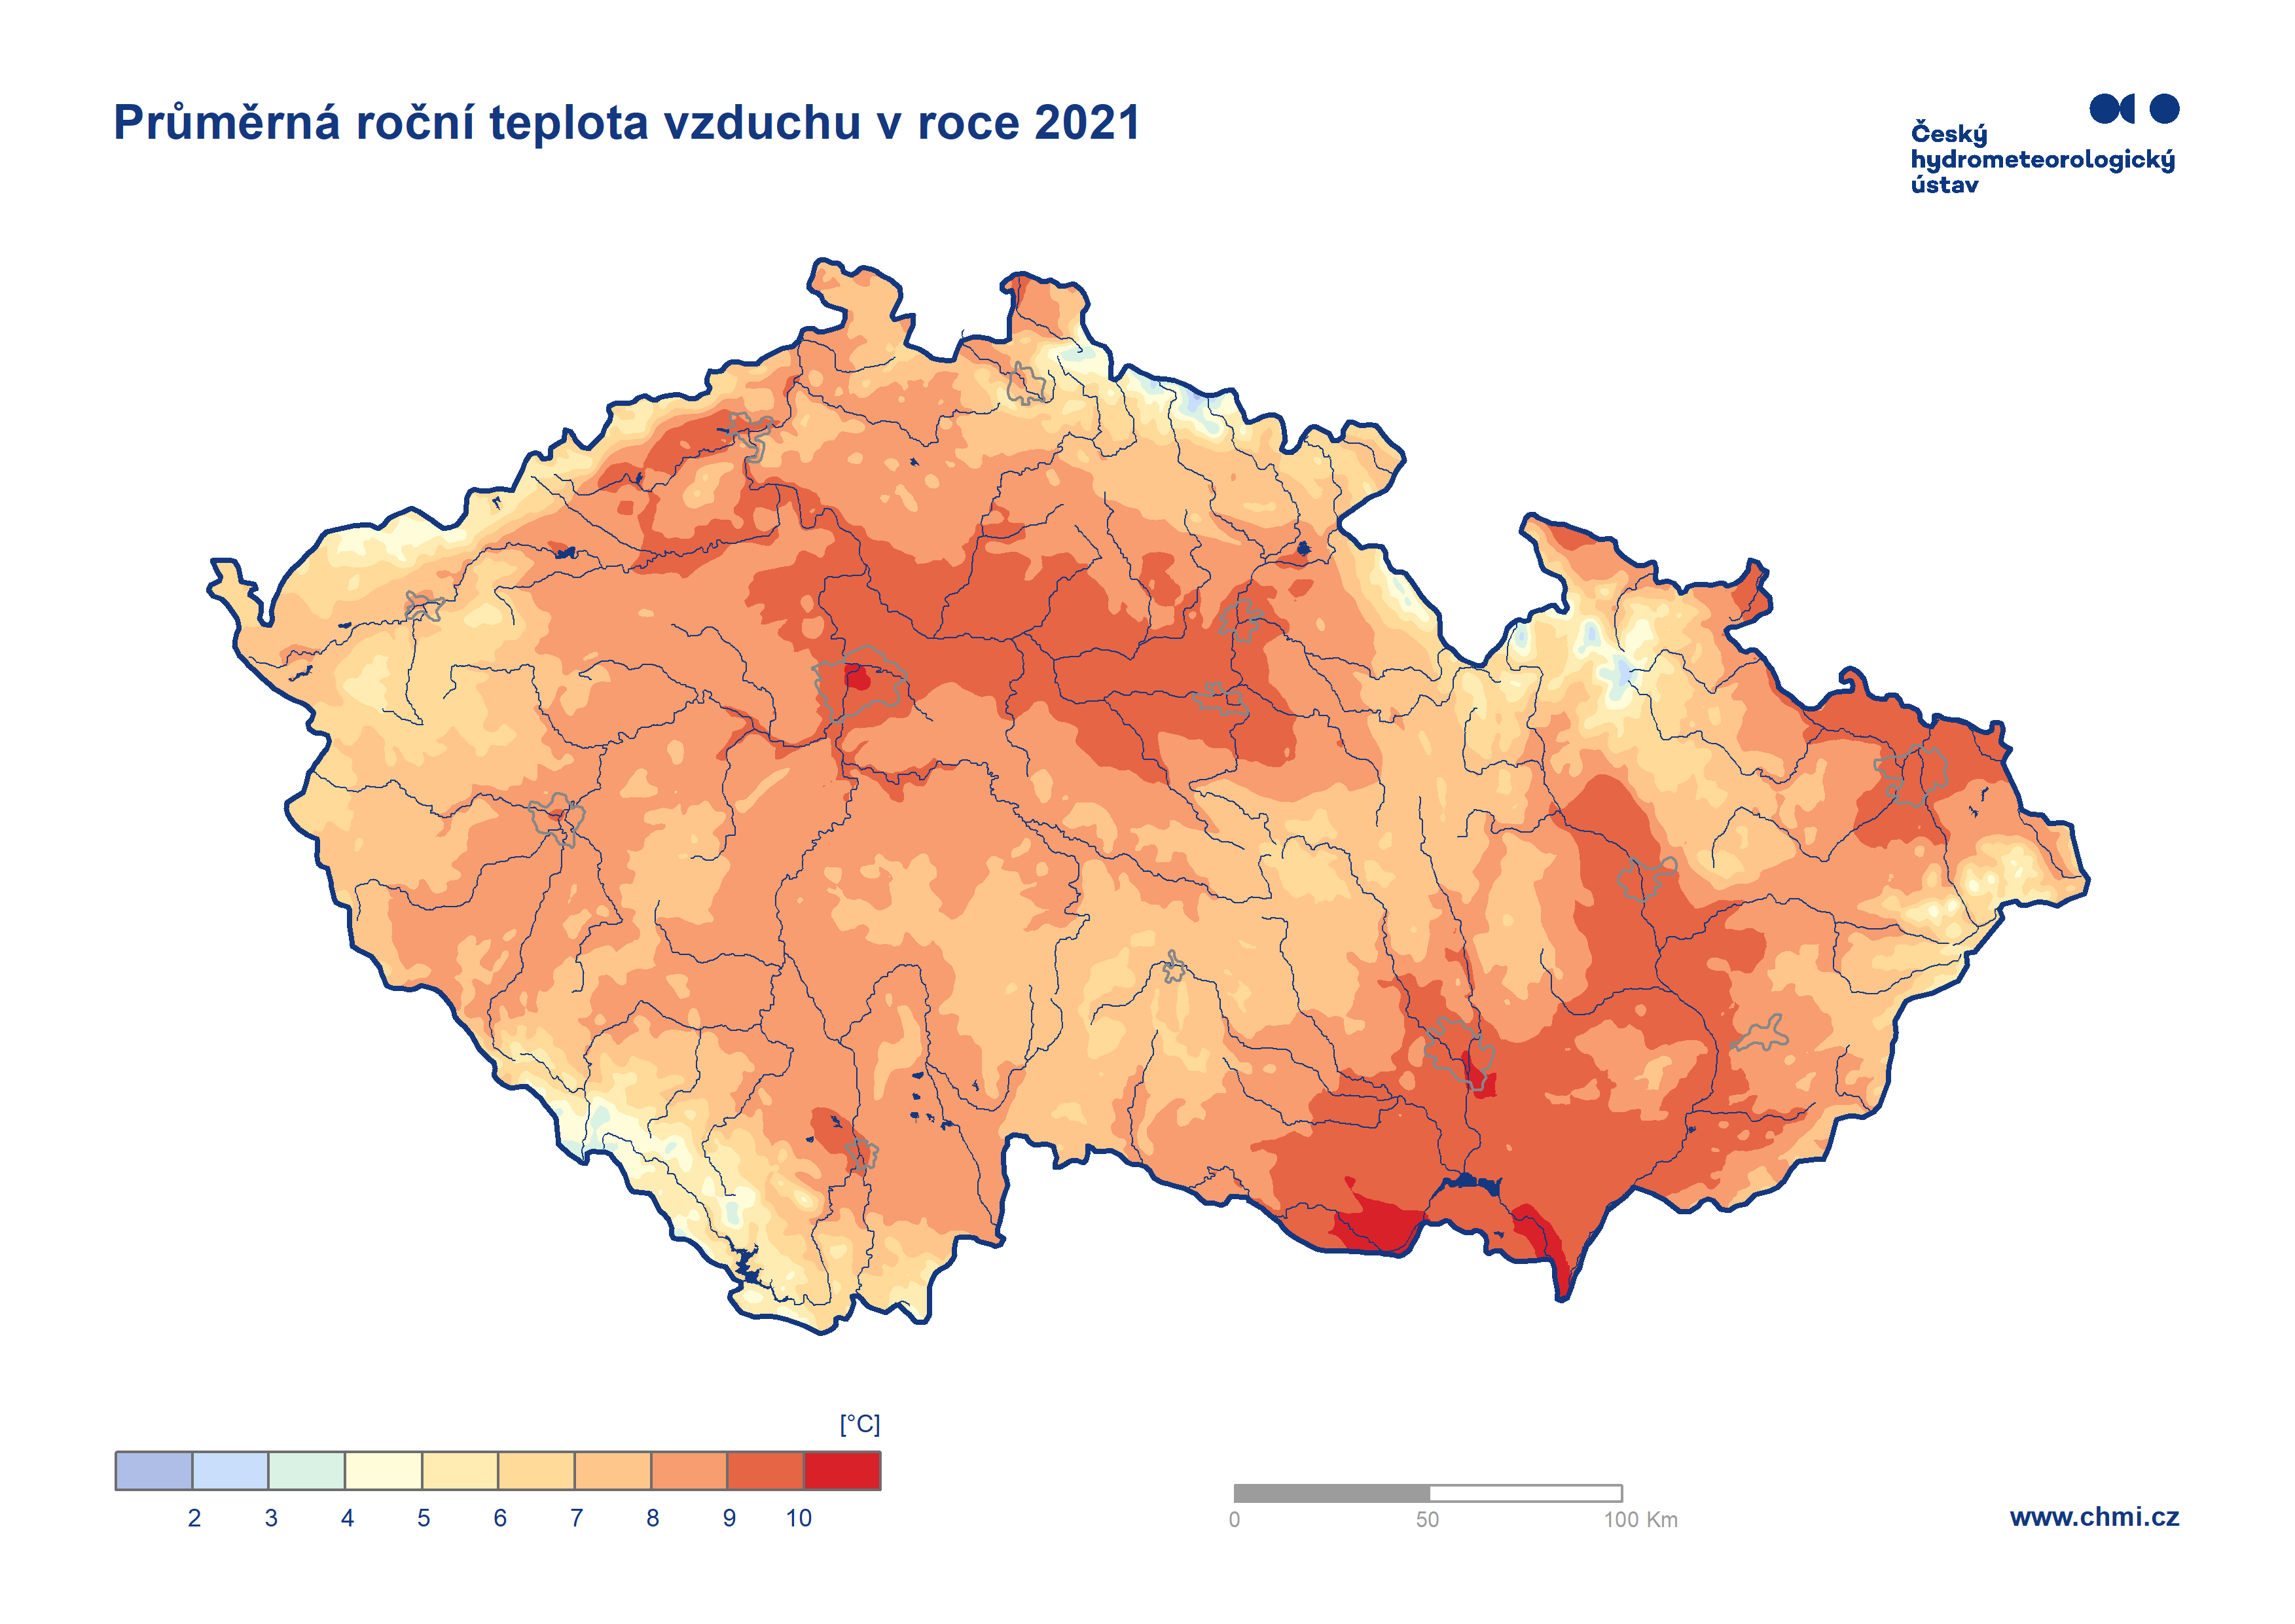 Průměrná roční teplota vzduchu v roce 2021
Český
hydrometeorologický
ústav
[°C]
2 3 4 5 6 7 8 9 10
0 50 100 Km
www.chmi.cz